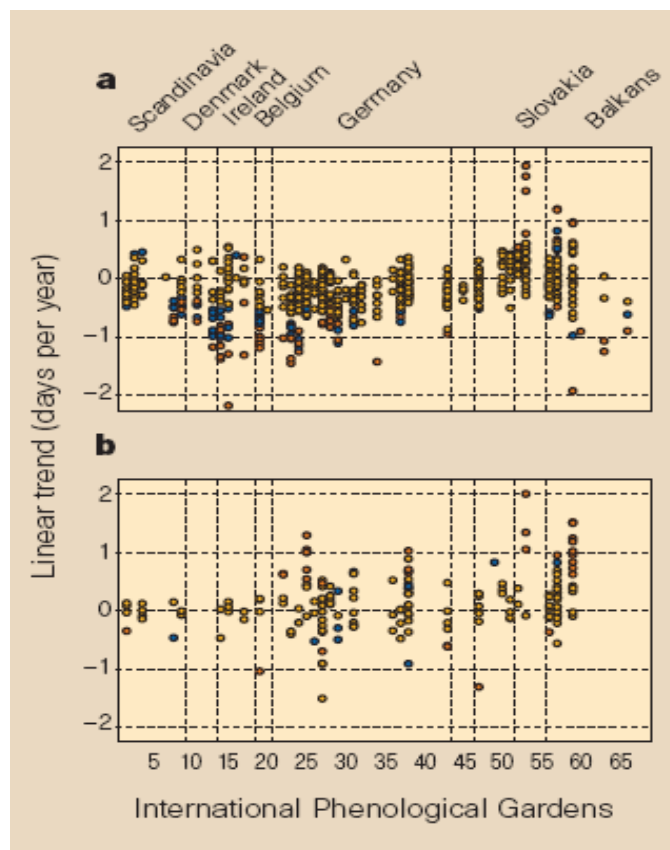 a
Scandinavia
Denmark
Ireland
Belgium
Germany
Slovakia
Balkans
2
1
0
−1
−2
Linear trend (days per year)
b
2
1
0
−1
−2
5 10 15 20 25 30 35 40 45 50 55 60 65
International Phenological Gardens